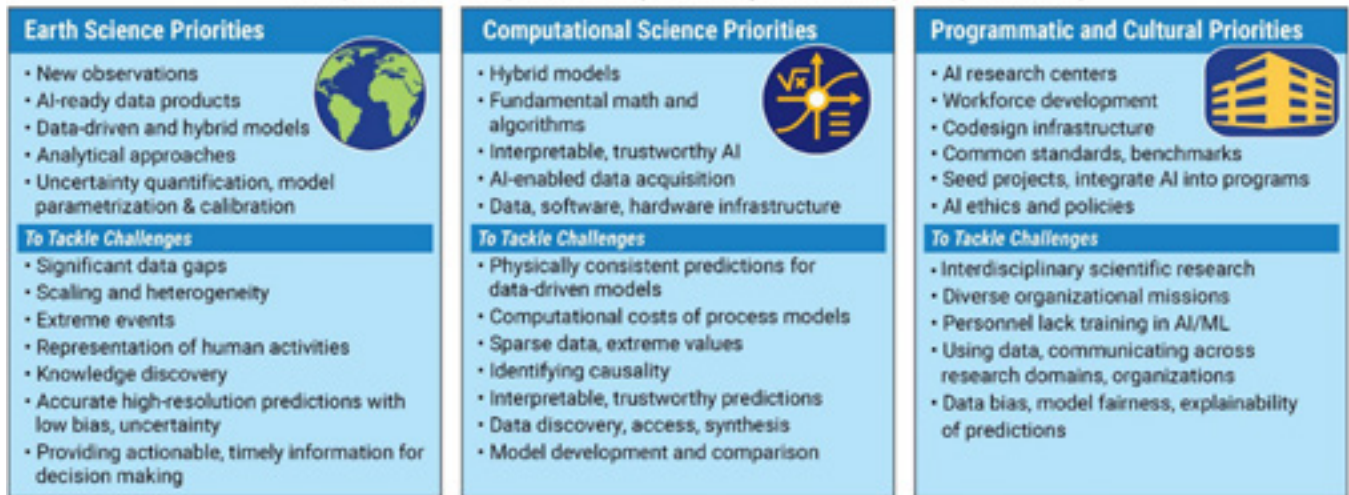 Earth Science Priorities
• New observations
• AI-ready data products
• Data-driven and hybrid models
• Analytical approaches
• Uncertainty quantification, model
parametrization & calibration
To Tackle Challenges
• Significant data gaps
• Scaling and heterogeneity
• Extreme events
• Representation of human activities
• Knowledge discovery
• Accurate high-resolution predictions with
low bias, uncertainty
• Providing actionable, timely information for
decision making
Computational Science Priorities
• Hybrid models
• Fundamental math and
algorithms
• Interpretable, trustworthy AI
• AI-enabled data acquisition
• Data, software, hardware infrastructure
√x
To Tackle Challenges
• Physically consistent predictions for
data-driven models
• Computational costs of process models
• Sparse data, extreme values
• Identifying causality
• Interpretable, trustworthy predictions
• Data discovery, access, synthesis
• Model development and comparison
Programmatic and Cultural Priorities
• AI research centers
• Workforce development
• Codesign infrastructure
• Common standards, benchmarks
• Seed projects, integrate AI into programs
• AI ethics and policies
To Tackle Challenges
• Interdisciplinary scientific research
• Diverse organizational missions
• Personnel lack training in AI/ML
• Using data, communicating across
research domains, organizations
• Data bias, model fairness, explainability
of predictions